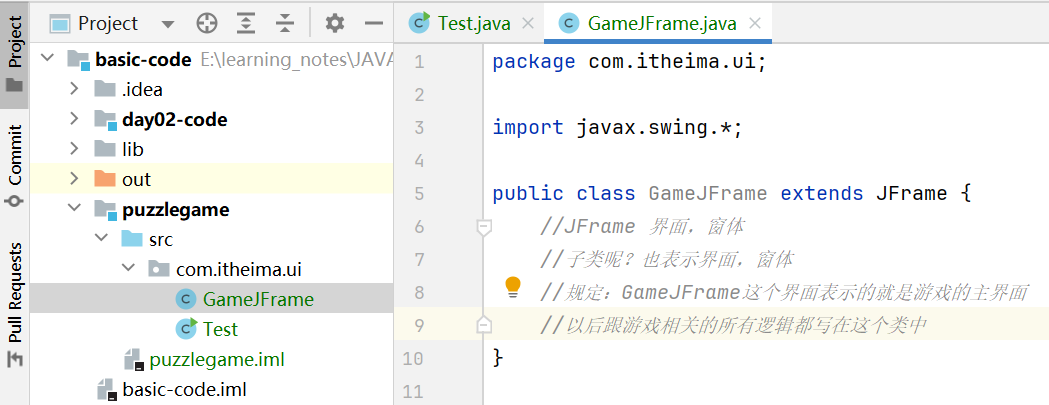 Project
Commit
Pull Requests
Project
basic-code E:\learning_notes\JAVA
.idea
day02-code
lib
out
puzzlegame
src
com.itheima.ui
GameJFrame
Test
puzzlegame.iml
basic-code.iml
Test.java
GameJFrame.java
1 package com.itheima.ui;
2
3 import javax.swing.*;
4
5 public class GameJFrame extends JFrame {
6 //JFrame 界面，窗体
7 //子类呢？也表示界面，窗体
8 //规定：GameJFrame这个界面表示的就是游戏的主界面
9 //以后跟游戏相关的所有逻辑都写在这个类中
10 }
11